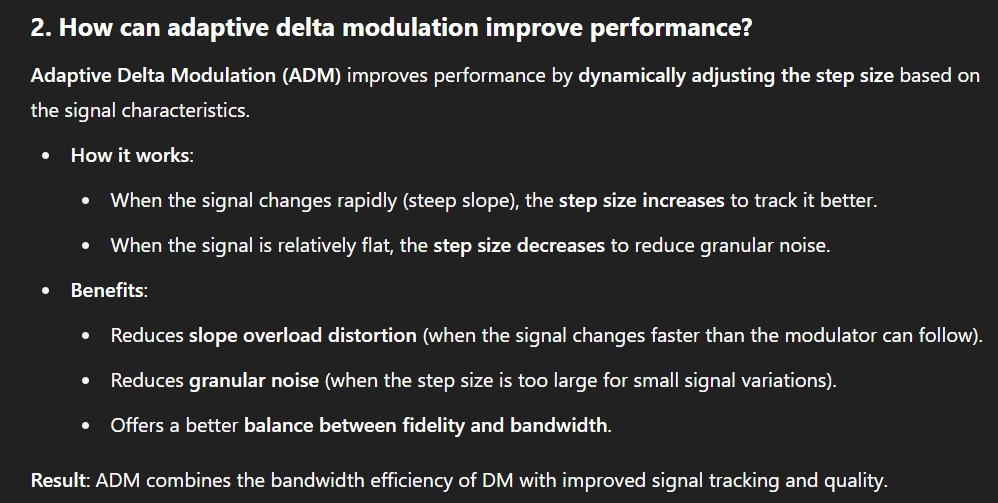 2. How can adaptive delta modulation improve performance?
Adaptive Delta Modulation (ADM) improves performance by dynamically adjusting the step size based on
the signal characteristics.
• How it works:
• When the signal changes rapidly (steep slope), the step size increases to track it better.
• When the signal is relatively flat, the step size decreases to reduce granular noise.
• Benefits:
• Reduces slope overload distortion (when the signal changes faster than the modulator can follow).
• Reduces granular noise (when the step size is too large for small signal variations).
• Offers a better balance between fidelity and bandwidth.
Result: ADM combines the bandwidth efficiency of DM with improved signal tracking and quality.